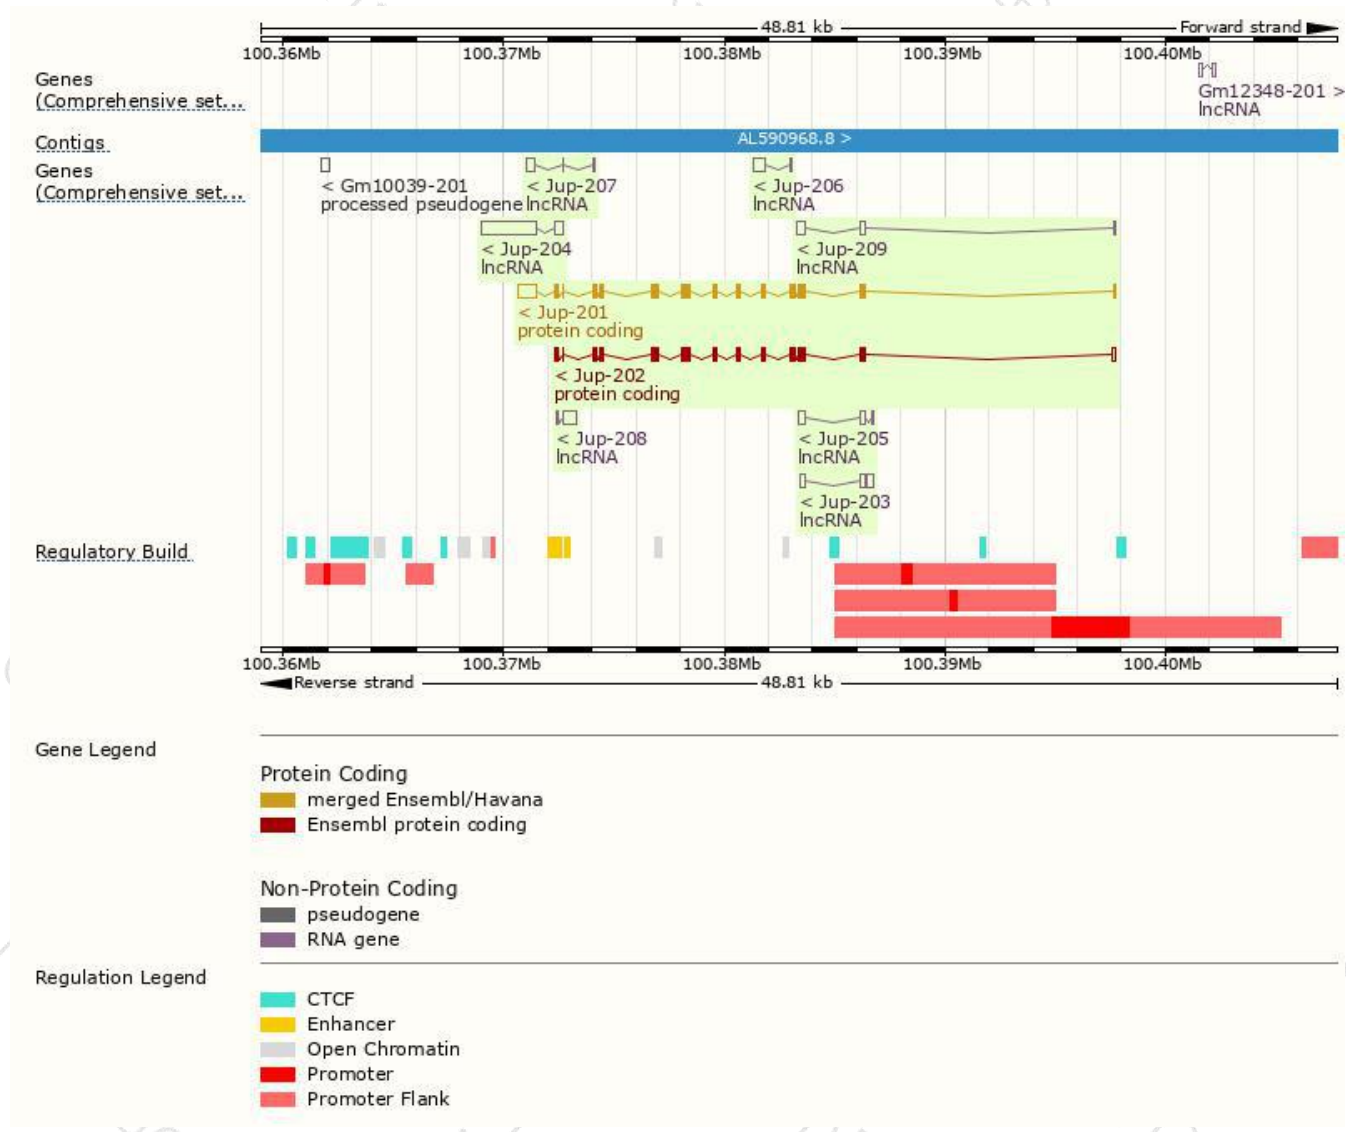 48.81 kb
Forward strand
100.36Mb 100.37Mb 100.38Mb 100.39Mb 100.40Mb
Genes
(Comprehensive set...
Gm12348-201 >
lncRNA
Contigs
AL590968.8 >
Genes
(Comprehensive set...
< Gm10039-201
processed pseudogene
< Jup-207
lncRNA
< Jup-206
lncRNA
< Jup-204
lncRNA
< Jup-209
lncRNA
< Jup-201
protein coding
< Jup-202
protein coding
< Jup-208
lncRNA
< Jup-205
lncRNA
< Jup-203
lncRNA
Regulatory Build
100.36Mb 100.37Mb 100.38Mb 100.39Mb 100.40Mb
Reverse strand
48.81 kb
Gene Legend
Protein Coding
merged Ensembl/Havana
Ensembl protein coding
Non-Protein Coding
pseudogene
RNA gene
Regulation Legend
CTCF
Enhancer
Open Chromatin
Promoter
Promoter Flank